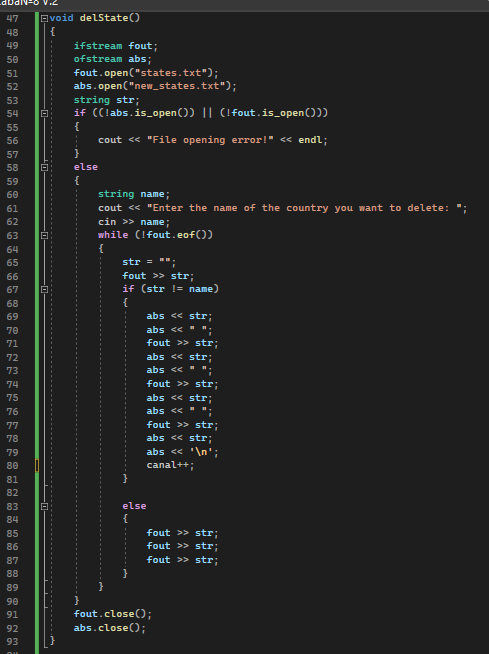 abaN≗8 V.2
47 void delState()
48 {
49 ifstream fout;
50 ofstream abs;
51 fout.open("states.txt");
52 abs.open("new_states.txt");
53 string str;
54 if ((!abs.is_open()) || (!fout.is_open()))
55 {
56 cout << "File opening error!" << endl;
57 }
58 else
59 {
60 string name;
61 cout << "Enter the name of the country you want to delete: ";
62 cin >> name;
63 while (!fout.eof())
64 {
65 str = "";
66 fout >> str;
67 if (str != name)
68 {
69 abs << str;
70 abs << " ";
71 fout >> str;
72 abs << str;
73 abs << " ";
74 fout >> str;
75 abs << str;
76 abs << " ";
77 fout >> str;
78 abs << str;
79 abs << '\n';
80 canal++;
81 }
82
83 else
84 {
85 fout >> str;
86 fout >> str;
87 fout >> str;
88 }
89 }
90 }
91 fout.close();
92 abs.close();
93 }